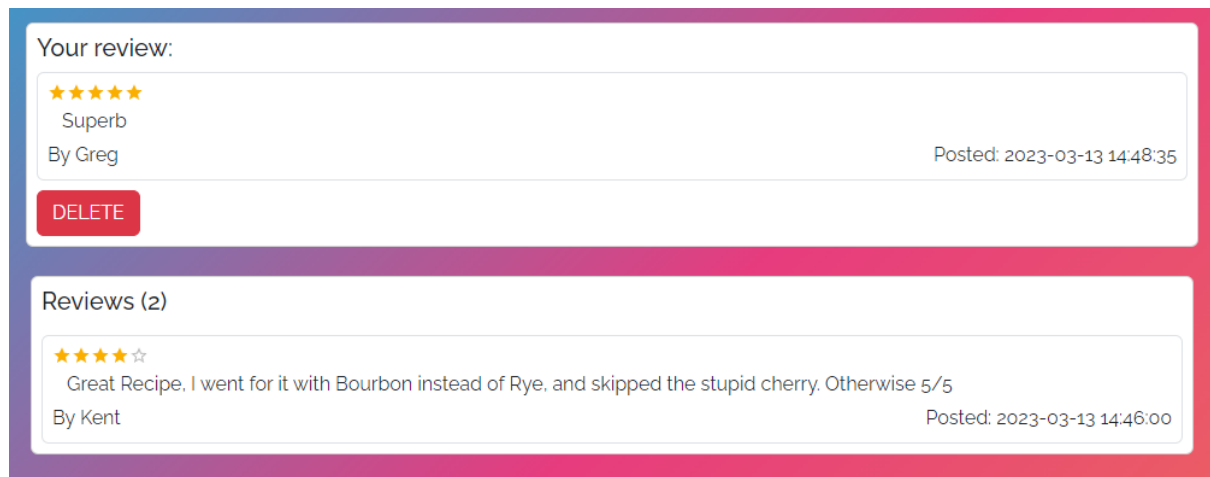 Your review:
Superb
By Greg
Posted: 2023-03-13 14:48:35
DELETE
Reviews (2)
Great Recipe, I went for it with Bourbon instead of Rye, and skipped the stupid cherry. Otherwise 5/5
By Kent
Posted: 2023-03-13 14:46:00